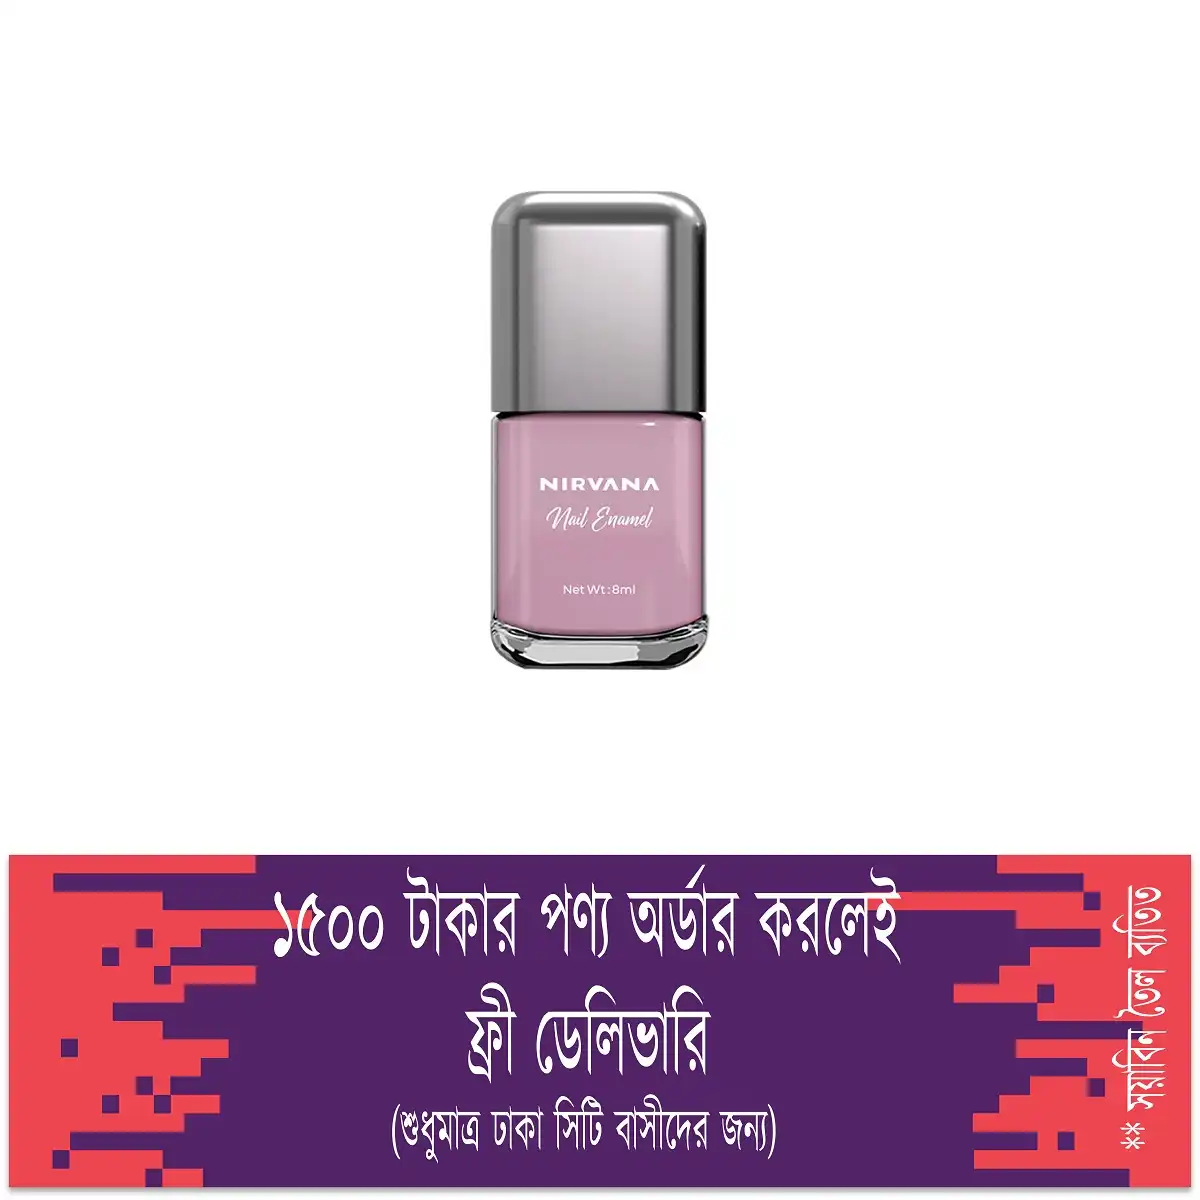 NIRVANA
Nail Enamel
Net Wt:8ml
১৫০০ টাকার পণ্য অর্ডার করলেই
ফ্রী ডেলিভারি
(শুধুমাত্র ঢাকা সিটি বাসীদের জন্য)
** সয়াবিন তৈল ব্যতিত